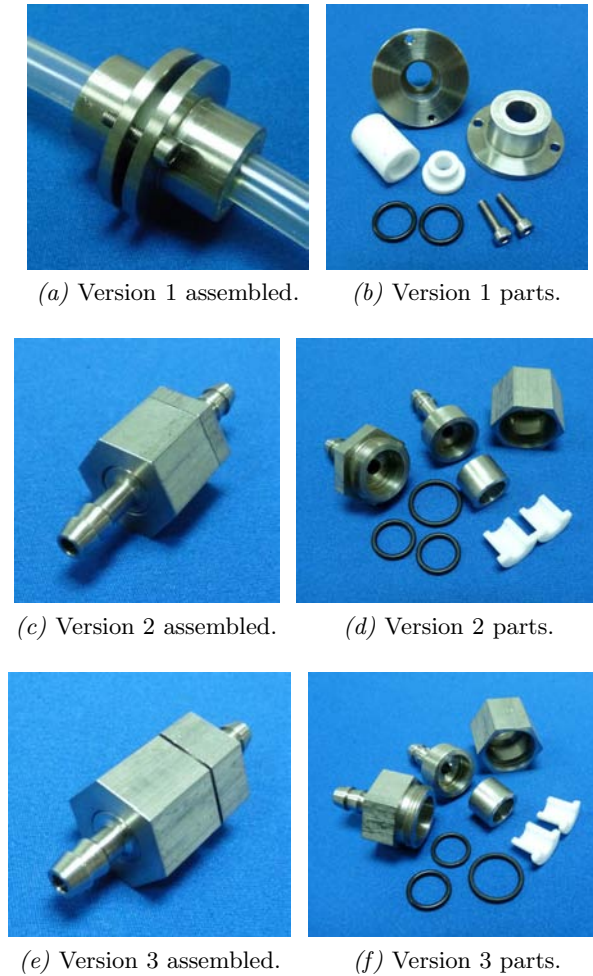 (a) Version 1 assembled.
(b) Version 1 parts.
(c) Version 2 assembled.
(d) Version 2 parts.
(e) Version 3 assembled.
(f) Version 3 parts.